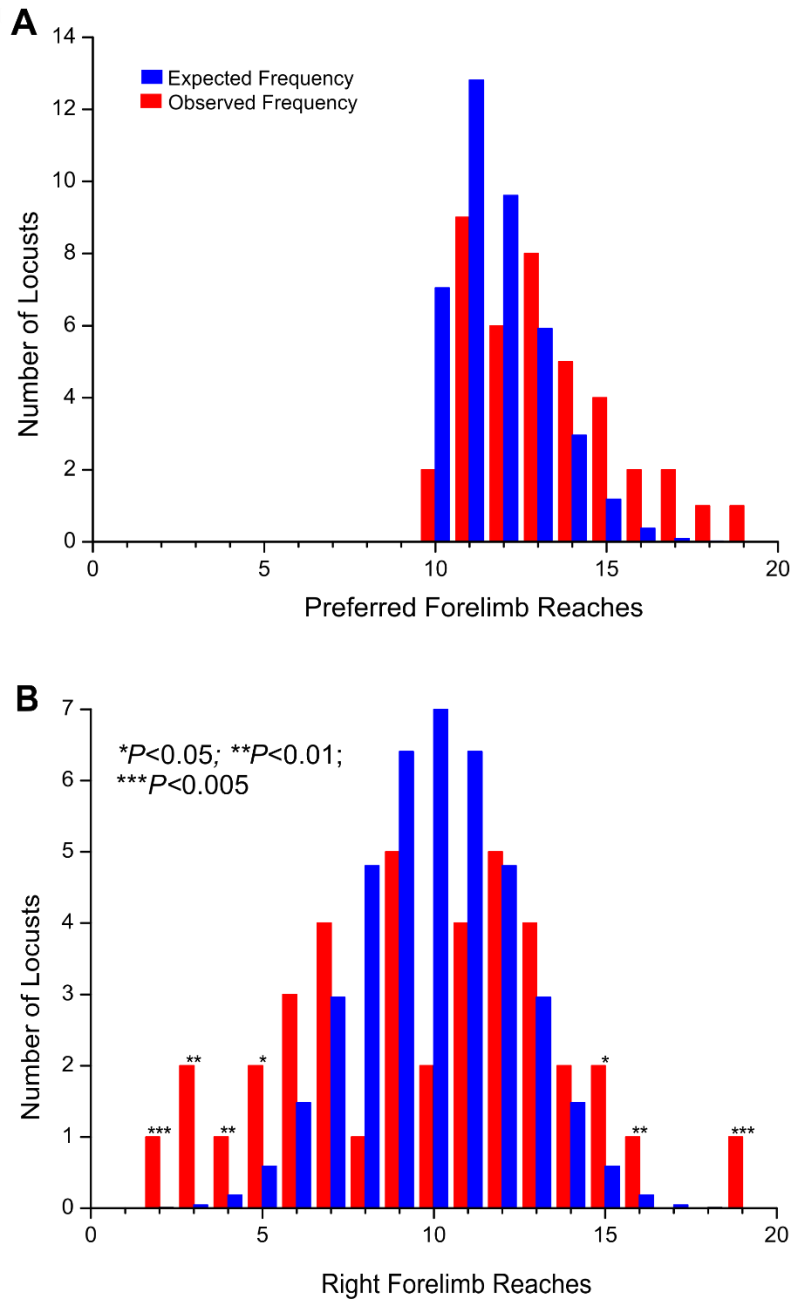 A
14
12
10
8
6
4
2
0
Number of Locusts
Expected Frequency
Observed Frequency
0 5 10 15 20
Preferred Forelimb Reaches
B
7
6
5
4
3
2
1
0
Number of Locusts
*P<0.05; **P<0.01;
***P<0.005
** * *
*** ** ** ***
0 5 10 15 20
Right Forelimb Reaches